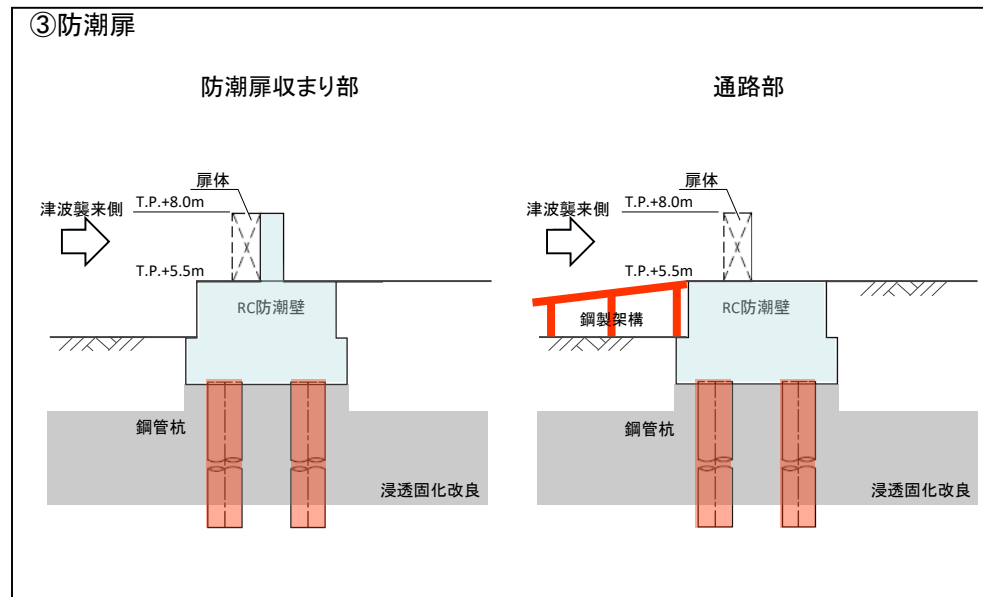 ③防潮扉
防潮扉収まり部
扉体
津波襲来側
T.P.+8.0m
T.P.+5.5m
RC防潮壁
鋼管杭
浸透固化改良
通路部
扉体
津波襲来側
T.P.+8.0m
T.P.+5.5m
RC防潮壁
鋼製架構
鋼管杭
浸透固化改良